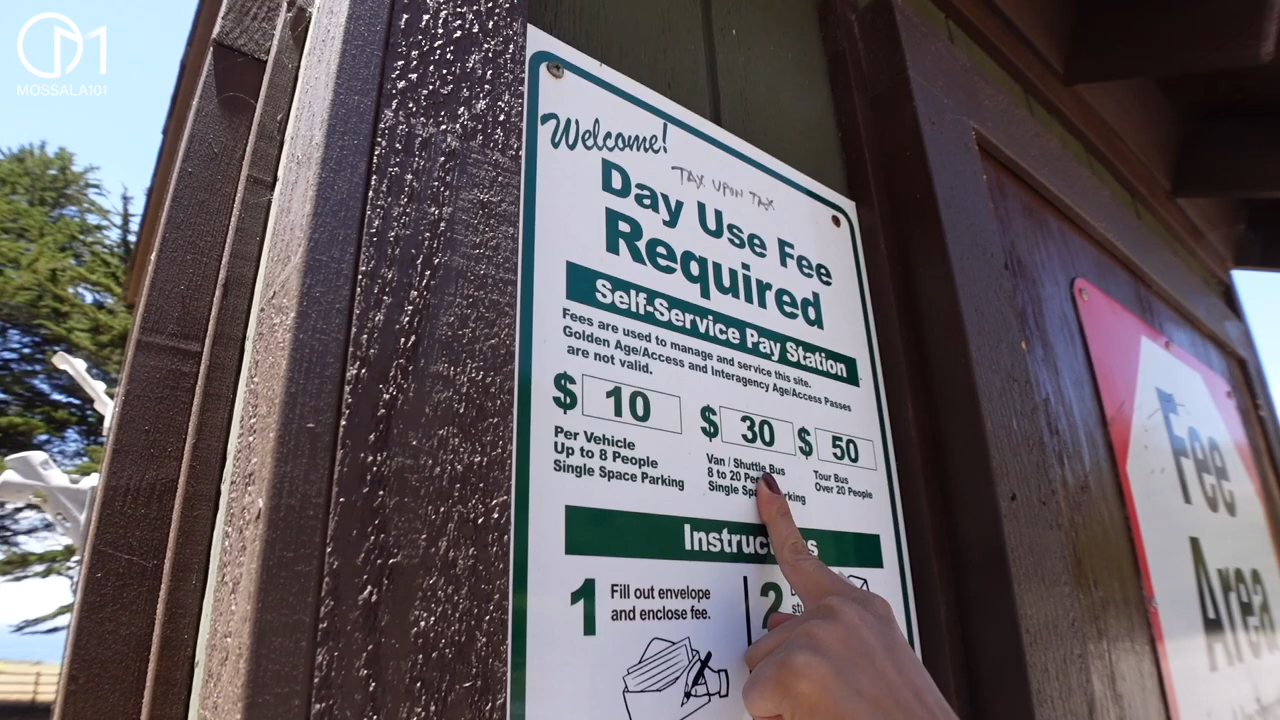 MOSSALA101
Welcome!
TAX UPON TAX
Day Use Fee
Required
Self-Service Pay Station
Fees are used to manage and service this site.
Golden Age/Access and Interagency Age/Access Passes
are not valid.
$ 10
Per Vehicle
Up to 8 People
Single Space Parking
$ 30
Van / Shuttle Bus
8 to 20
Single
$ 50
Tour Bus
Over 20 People
1
Fill out envelope
and enclose fee.
2
Fee
Area